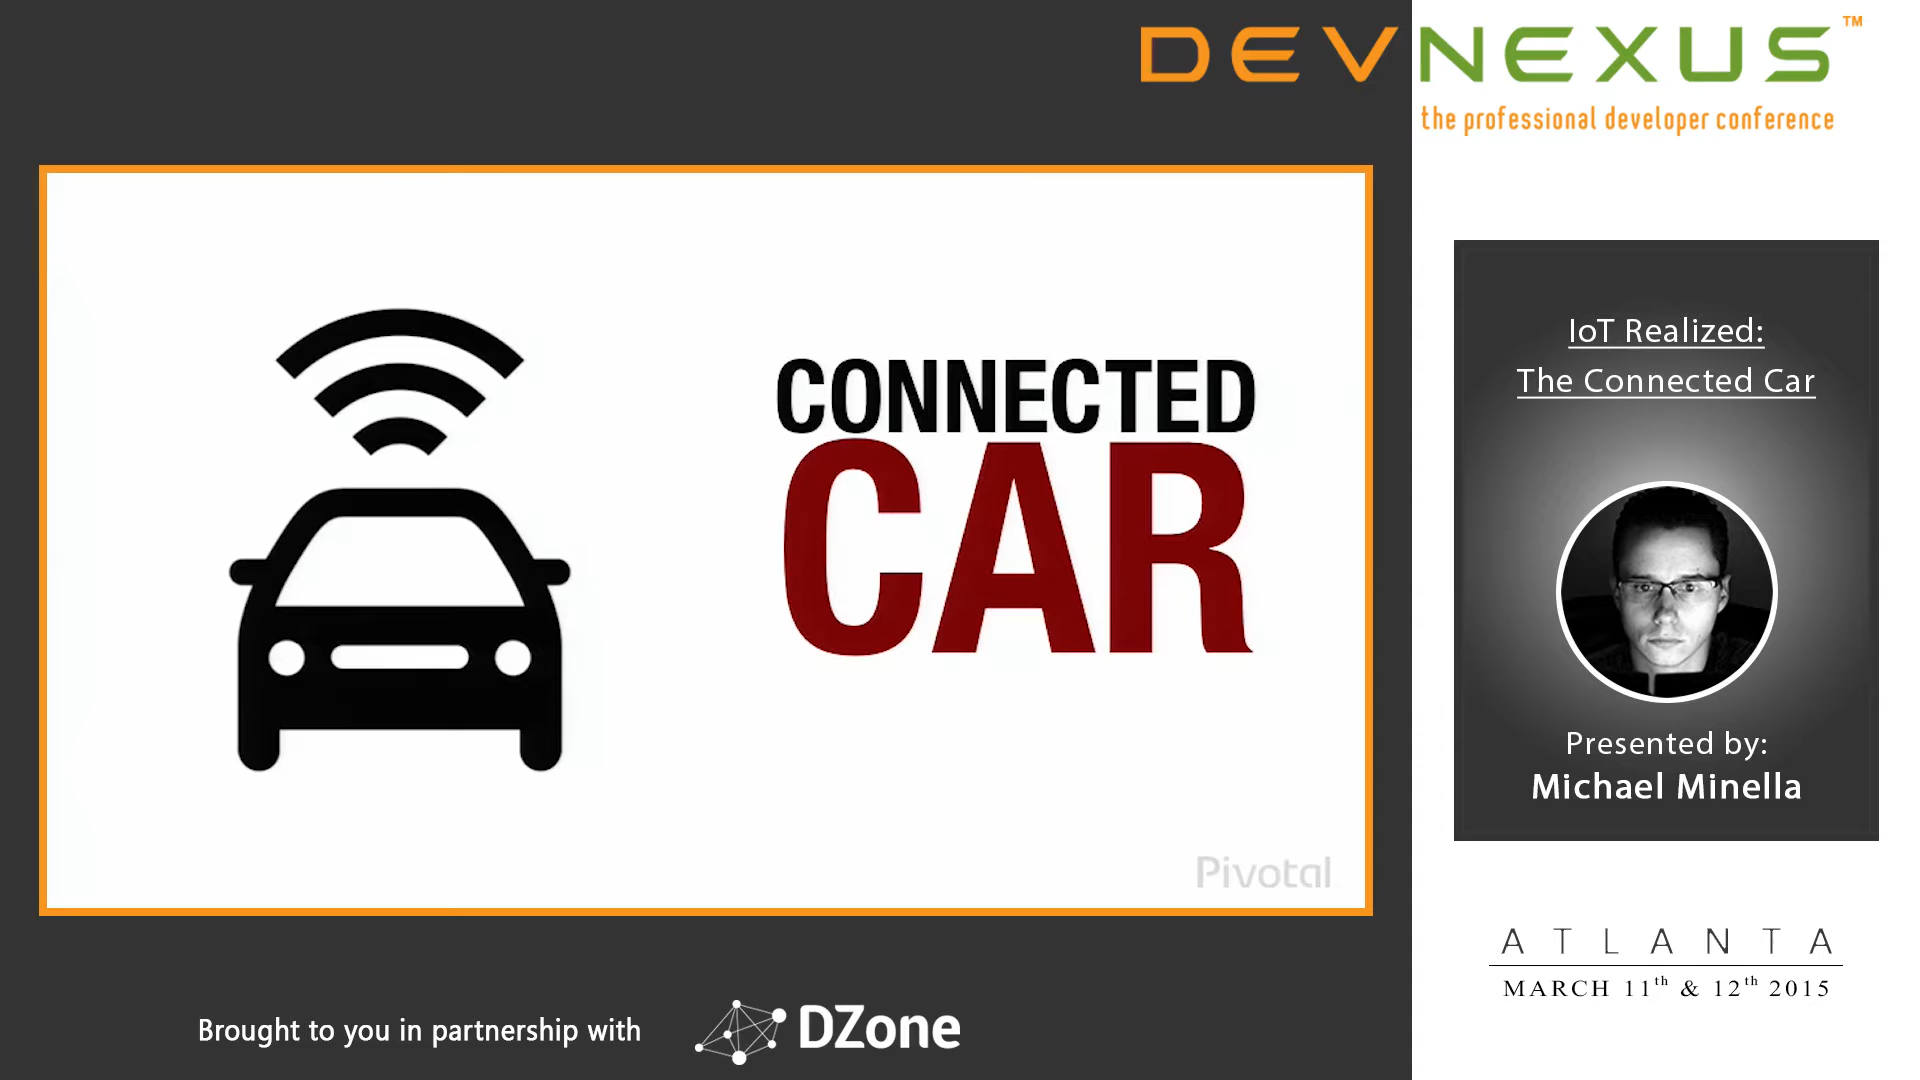 DEVNEXUS™
the professional developer conference
CONNECTED
CAR
Pivotal
IoT Realized:
The Connected Car
Presented by:
Michael Minella
ATLANTA
MARCH 11th & 12th 2015
Brought to you in partnership with
DZone